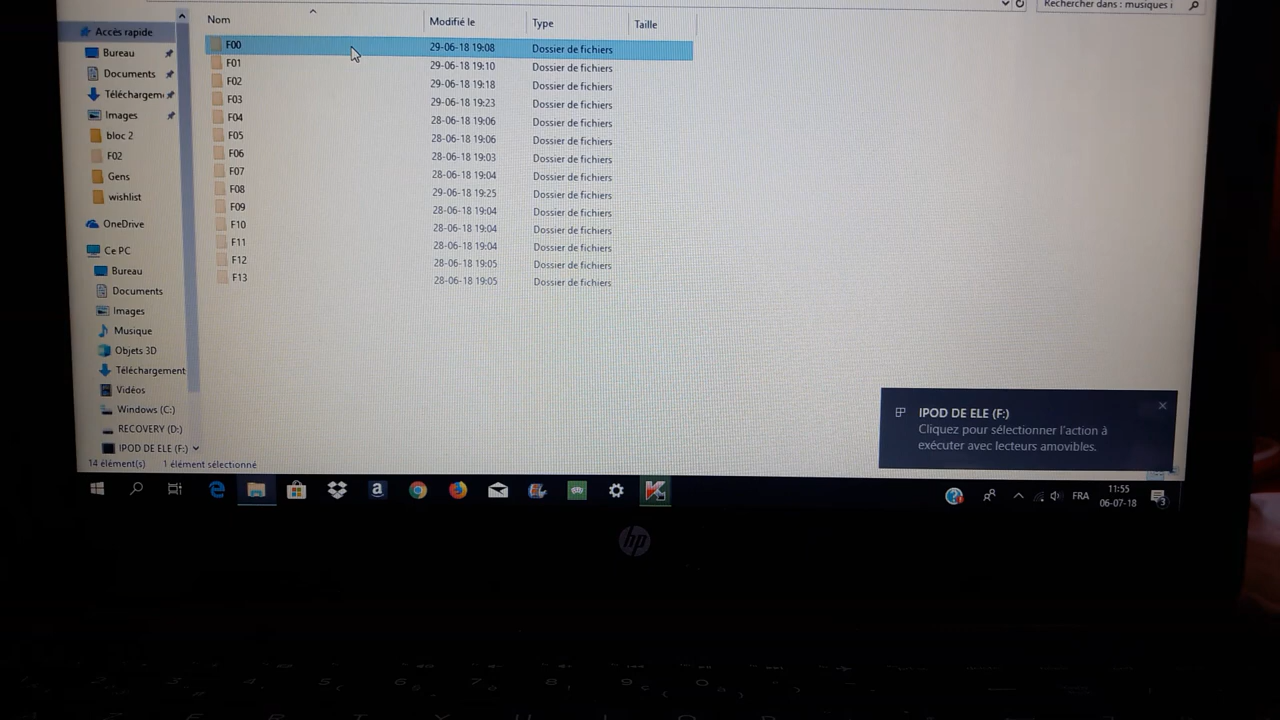 Rechercher dans : musiques i
Nom Modifié le Type Taille
F00 29-06-18 19:08 Dossier de fichiers
F01 29-06-18 19:10 Dossier de fichiers
F02 29-06-18 19:18 Dossier de fichiers
F03 29-06-18 19:23 Dossier de fichiers
F04 28-06-18 19:06 Dossier de fichiers
F05 28-06-18 19:06 Dossier de fichiers
F06 28-06-18 19:03 Dossier de fichiers
F07 28-06-18 19:04 Dossier de fichiers
F08 29-06-18 19:25 Dossier de fichiers
F09 28-06-18 19:04 Dossier de fichiers
F10 28-06-18 19:04 Dossier de fichiers
F11 28-06-18 19:04 Dossier de fichiers
F12 28-06-18 19:05 Dossier de fichiers
F13 28-06-18 19:05 Dossier de fichiers
Accès rapide
Bureau
Documents
Téléchargem
Images
bloc 2
F02
Gens
wishlist
OneDrive
Ce PC
Bureau
Documents
Images
Musique
Objets 3D
Téléchargement
Vidéos
Windows (C:)
RECOVERY (D:)
IPOD DE ELE (F:)
14 élément(s) 1 élément sélectionné
IPOD DE ELE (F:)
Cliquez pour sélectionner l'action à
exécuter avec lecteurs amovibles.
FRA
11:55
06-07-18
3
hp